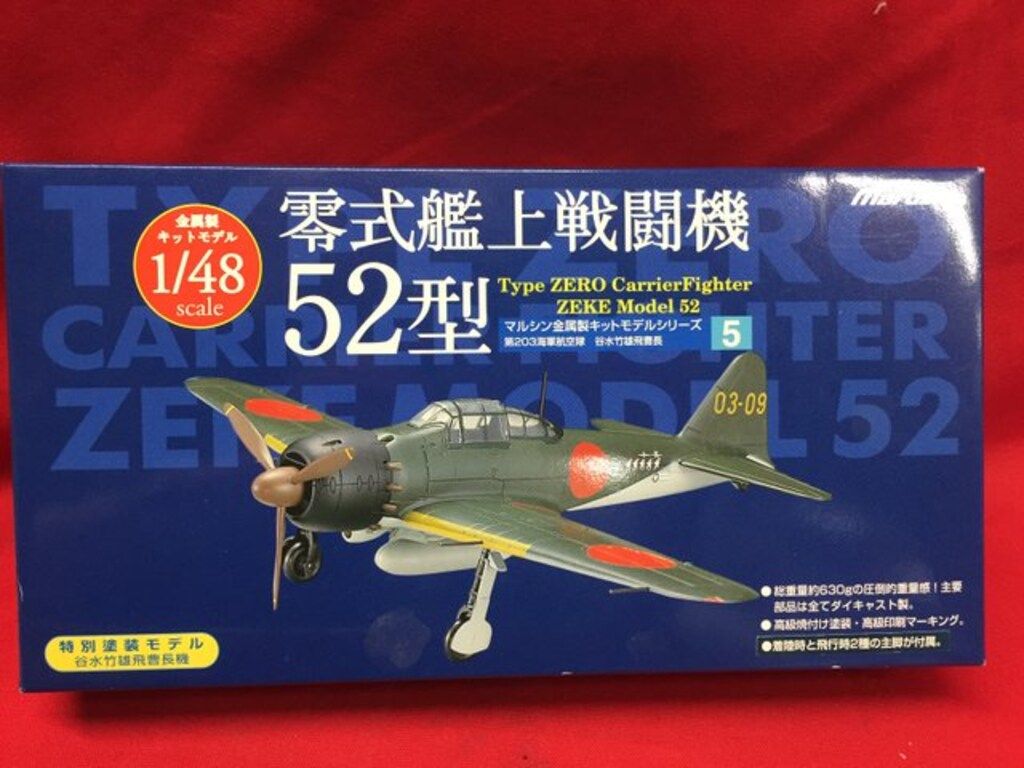 TYPE ZERO
CARRIER FIGHTER
ZEKE MODEL 52
金属製
キットモデル
1/48
scale
零式艦上戦闘機
52型
Type ZERO CarrierFighter
ZEKE Model 52
マルシン金属製キットモデルシリーズ
第203海軍航空隊 谷水竹雄飛曹長
5
03-09
●総重量約630gの圧倒的重量感!主要
部品は全てダイキャスト製。
●高級焼付け塗装・高級印刷マーキング。
●着陸時と飛行時2種の主脚が付属。
特別塗装モデル
谷水竹雄飛曹長機